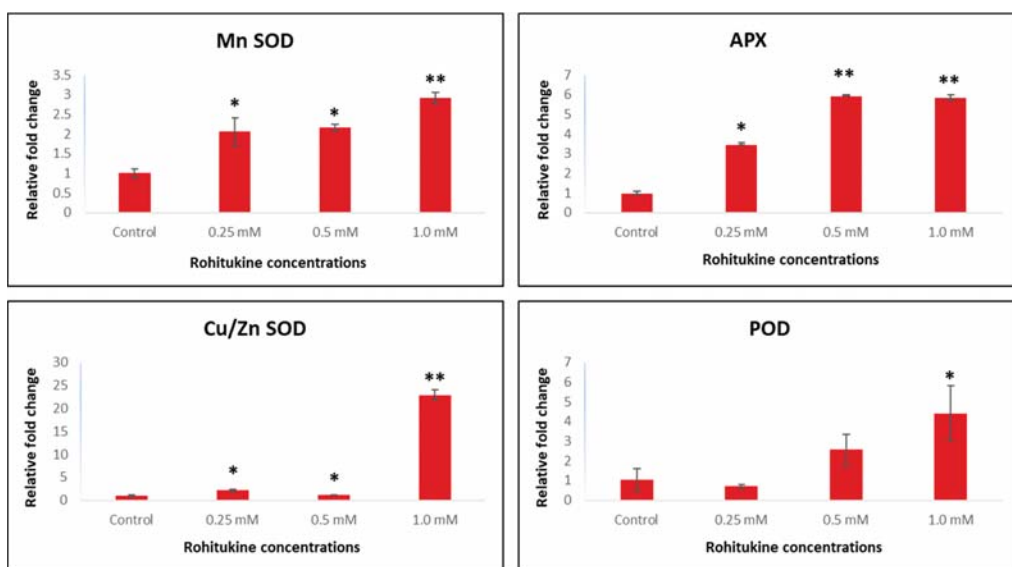 Mn SOD
Relative fold change
3.5
3
2.5
2
1.5
1
0.5
0
*
*
**
Control
0.25 mM
0.5 mM
1.0 mM
Rohitukine concentrations
APX
Relative fold change
7
6
5
4
3
2
1
0
*
**
**
Control
0.25 mM
0.5 mM
1.0 mM
Rohitukine concentrations
Cu/Zn SOD
Relative fold change
30
25
20
15
10
5
0
*
*
**
Control
0.25 mM
0.5 mM
1.0 mM
Rohitukine concentrations
POD
Relative fold change
7
6
5
4
3
2
1
0
*
Control
0.25 mM
0.5 mM
1.0 mM
Rohitukine concentrations